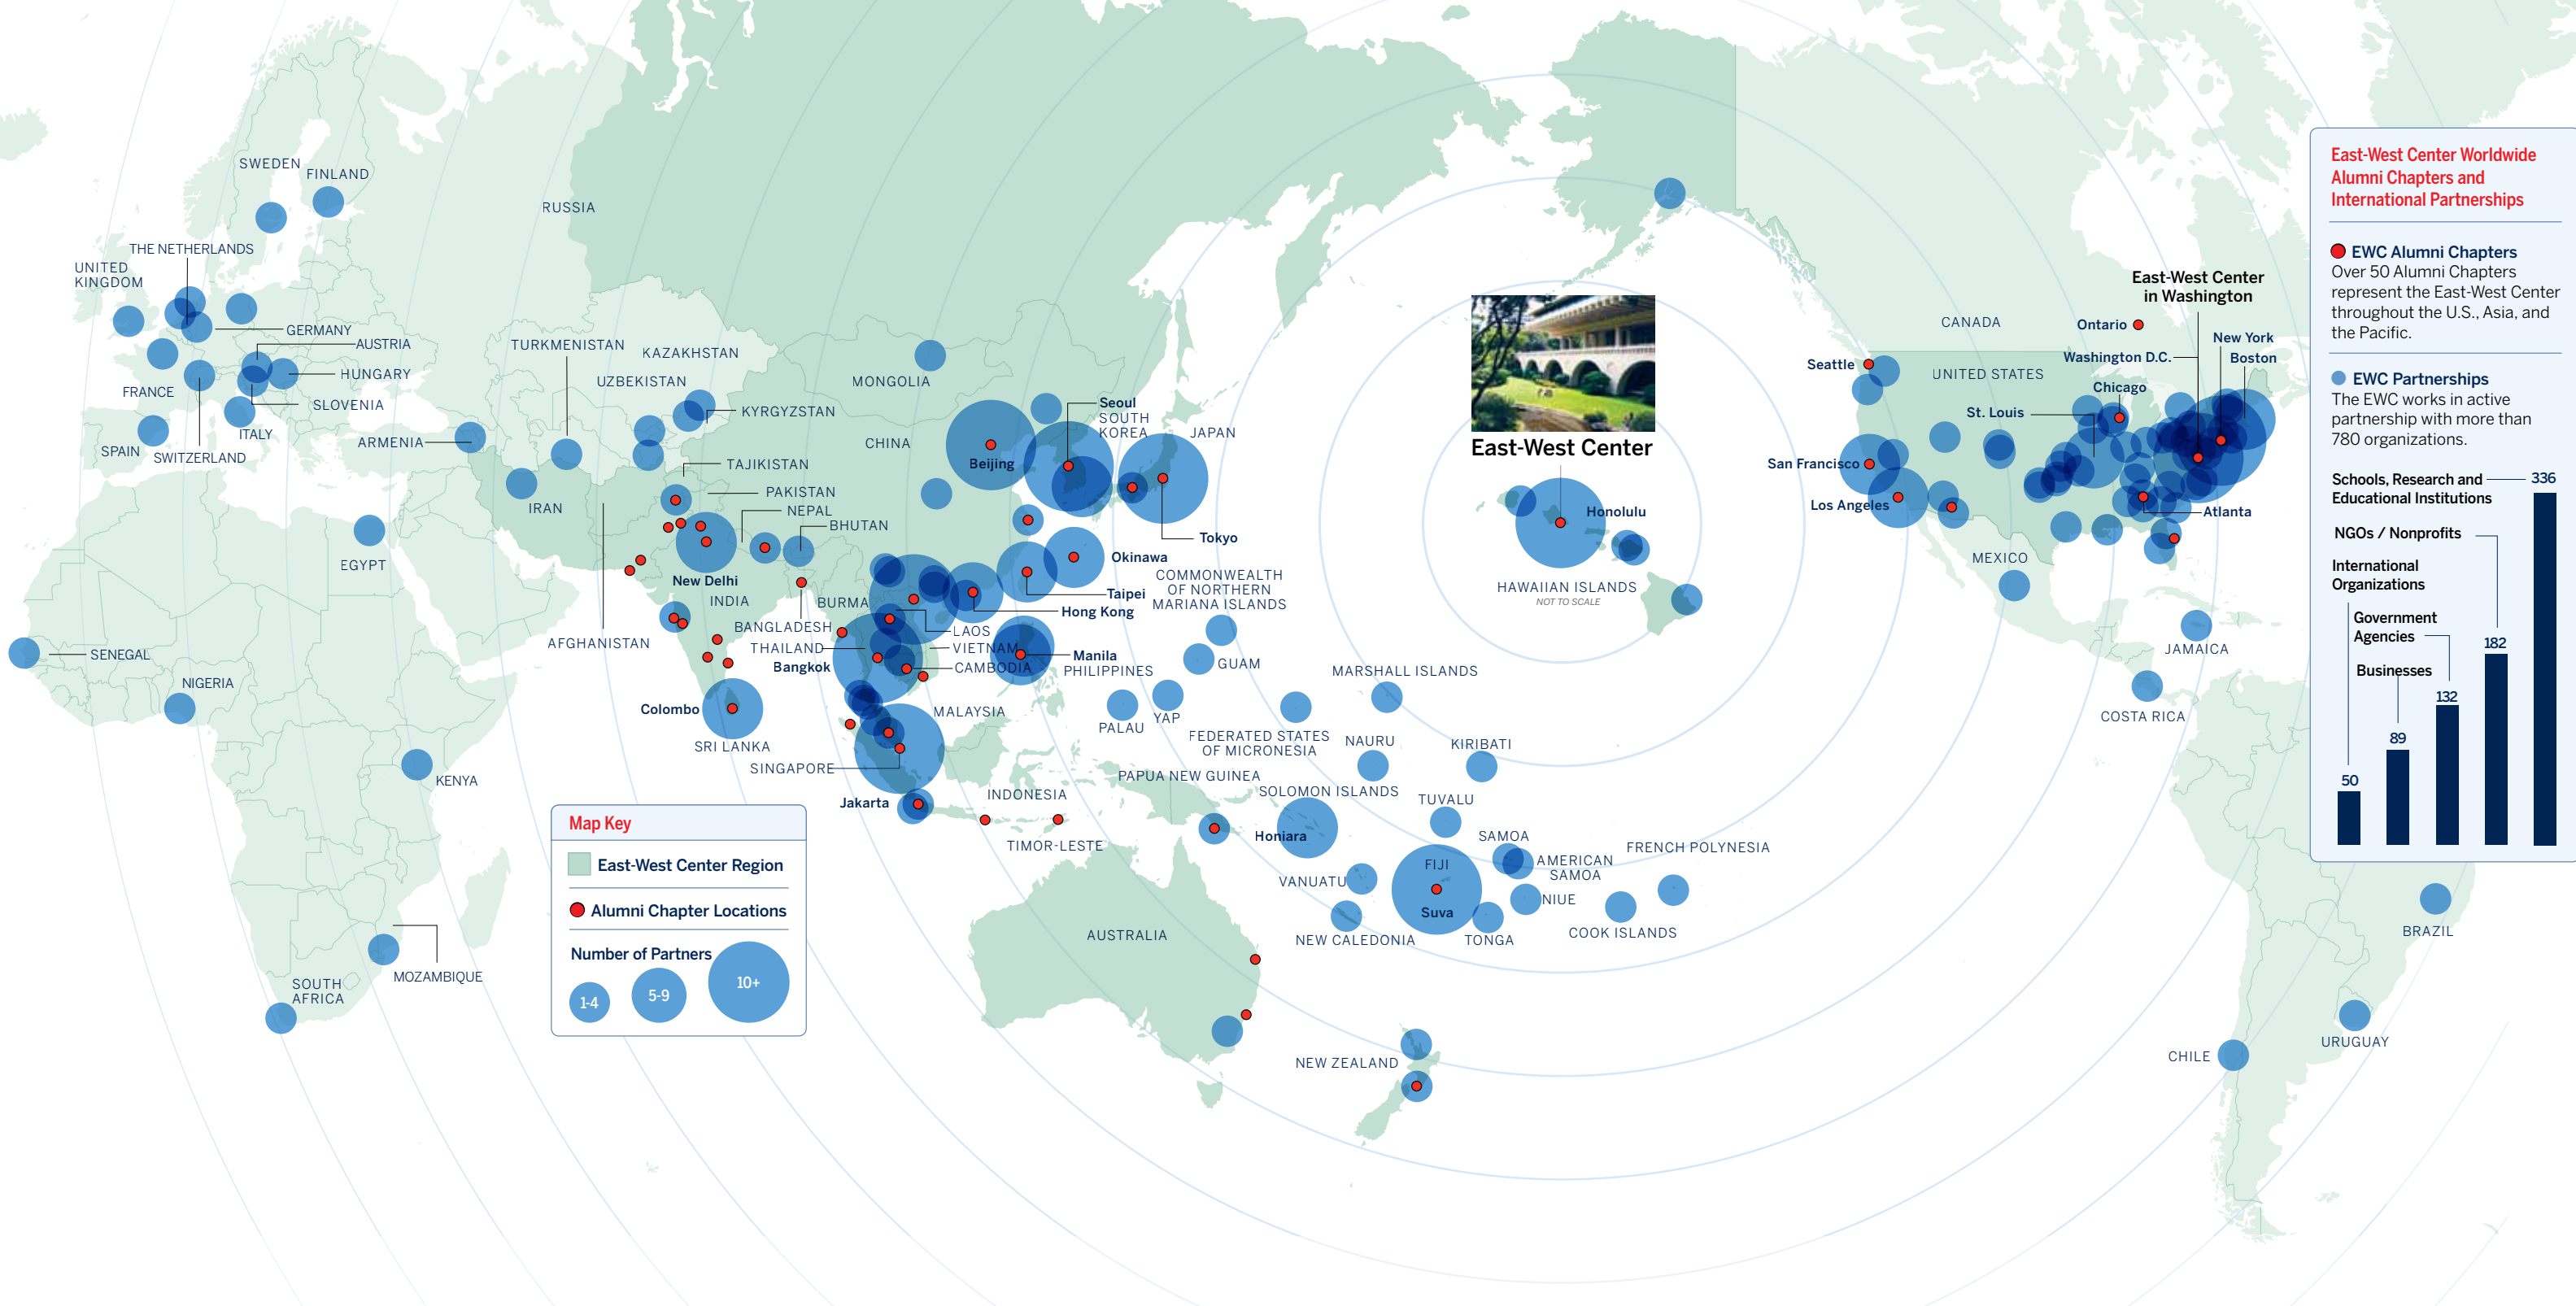 SWEDEN
FINLAND
RUSSIA
THE NETHERLANDS
UNITED
KINGDOM
GERMANY
AUSTRIA
HUNGARY
FRANCE
SLOVENIA
ITALY
SPAIN
SWITZERLAND
ARMENIA
TURKMENISTAN
KAZAKHSTAN
UZBEKISTAN
KYRGYZSTAN
TAJIKISTAN
PAKISTAN
NEPAL
BHUTAN
IRAN
EGYPT
AFGHANISTAN
SENEGAL
NIGERIA
KENYA
MOZAMBIQUE
SOUTH
AFRICA
MONGOLIA
CHINA
Beijing
Seoul
SOUTH
KOREA
JAPAN
Tokyo
Okinawa
Taipei
Hong Kong
New Delhi
INDIA
BURMA
BANGLADESH
LAOS
THAILAND
VIETNAM
Bangkok
CAMBODIA
Manila
PHILIPPINES
COMMONWEALTH
OF NORTHERN
MARIANA ISLANDS
GUAM
Colombo
SRI LANKA
MALAYSIA
SINGAPORE
PALAU
YAP
FEDERATED STATES
OF MICRONESIA
MARSHALL ISLANDS
NAURU
KIRIBATI
PAPUA NEW GUINEA
SOLOMON ISLANDS
Honiara
TUVALU
Jakarta
INDONESIA
TIMOR-LESTE
SAMOA
AMERICAN
SAMOA
FRENCH POLYNESIA
FIJI
Suva
VANUATU
NIUE
NEW CALEDONIA
TONGA
COOK ISLANDS
AUSTRALIA
NEW ZEALAND
East-West Center
Honolulu
HAWAIIAN ISLANDS
NOT TO SCALE
CANADA
Seattle
UNITED STATES
San Francisco
Los Angeles
St. Louis
Chicago
Ontario
East-West Center
in Washington
Washington D.C.
New York
Boston
Atlanta
MEXICO
JAMAICA
COSTA RICA
BRAZIL
URUGUAY
CHILE
Map Key
East-West Center Region
Alumni Chapter Locations
Number of Partners
1-4
5-9
10+
East-West Center Worldwide
Alumni Chapters and
International Partnerships
EWC Alumni Chapters
Over 50 Alumni Chapters
represent the East-West Center
throughout the U.S., Asia, and
the Pacific.
EWC Partnerships
The EWC works in active
partnership with more than
780 organizations.
Schools, Research and
Educational Institutions
336
NGOs / Nonprofits
182
International
Organizations
50
Government
Agencies
132
Businesses
89